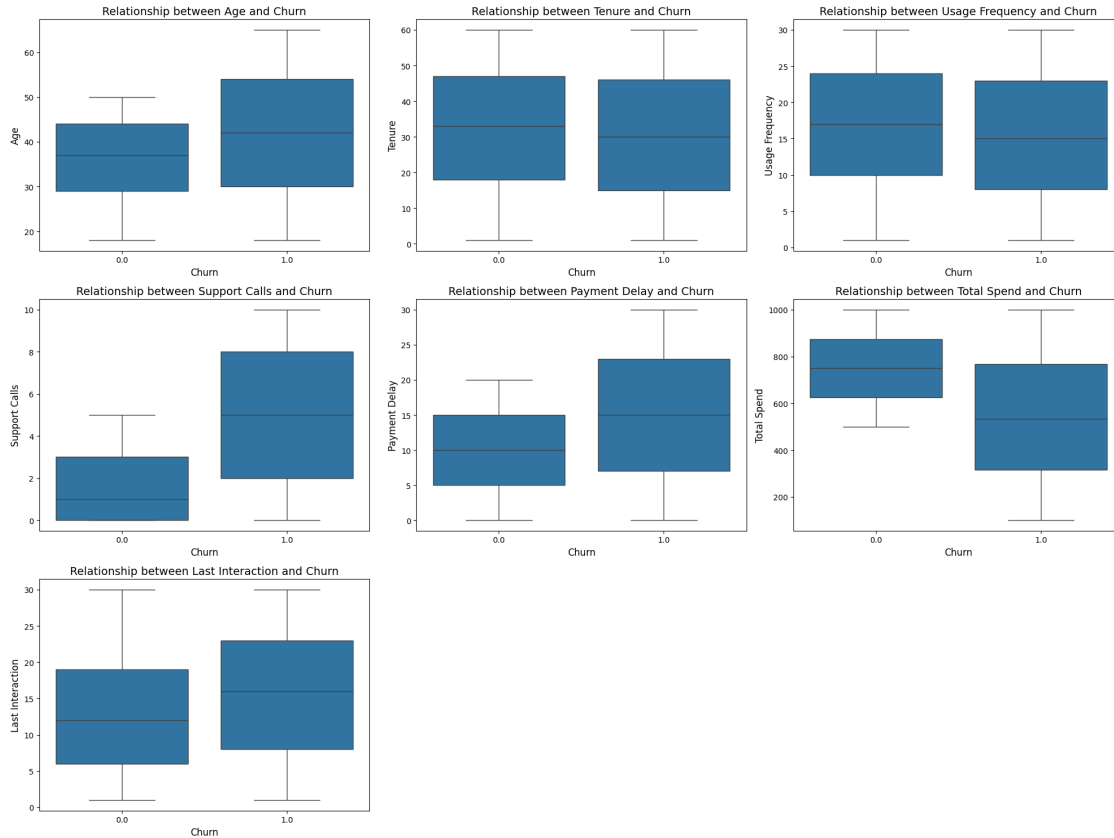 Relationship between Age and Churn
Age
60
50
40
30
20
0.0 1.0
Churn
Relationship between Tenure and Churn
Tenure
60
50
40
30
20
10
0
0.0 1.0
Churn
Relationship between Usage Frequency and Churn
Usage Frequency
30
25
20
15
10
5
0
0.0 1.0
Churn
Relationship between Support Calls and Churn
Support Calls
10
8
6
4
2
0
0.0 1.0
Churn
Relationship between Payment Delay and Churn
Payment Delay
30
25
20
15
10
5
0
0.0 1.0
Churn
Relationship between Total Spend and Churn
Total Spend
1000
800
600
400
200
0.0 1.0
Churn
Relationship between Last Interaction and Churn
Last Interaction
30
25
20
15
10
5
0
0.0 1.0
Churn